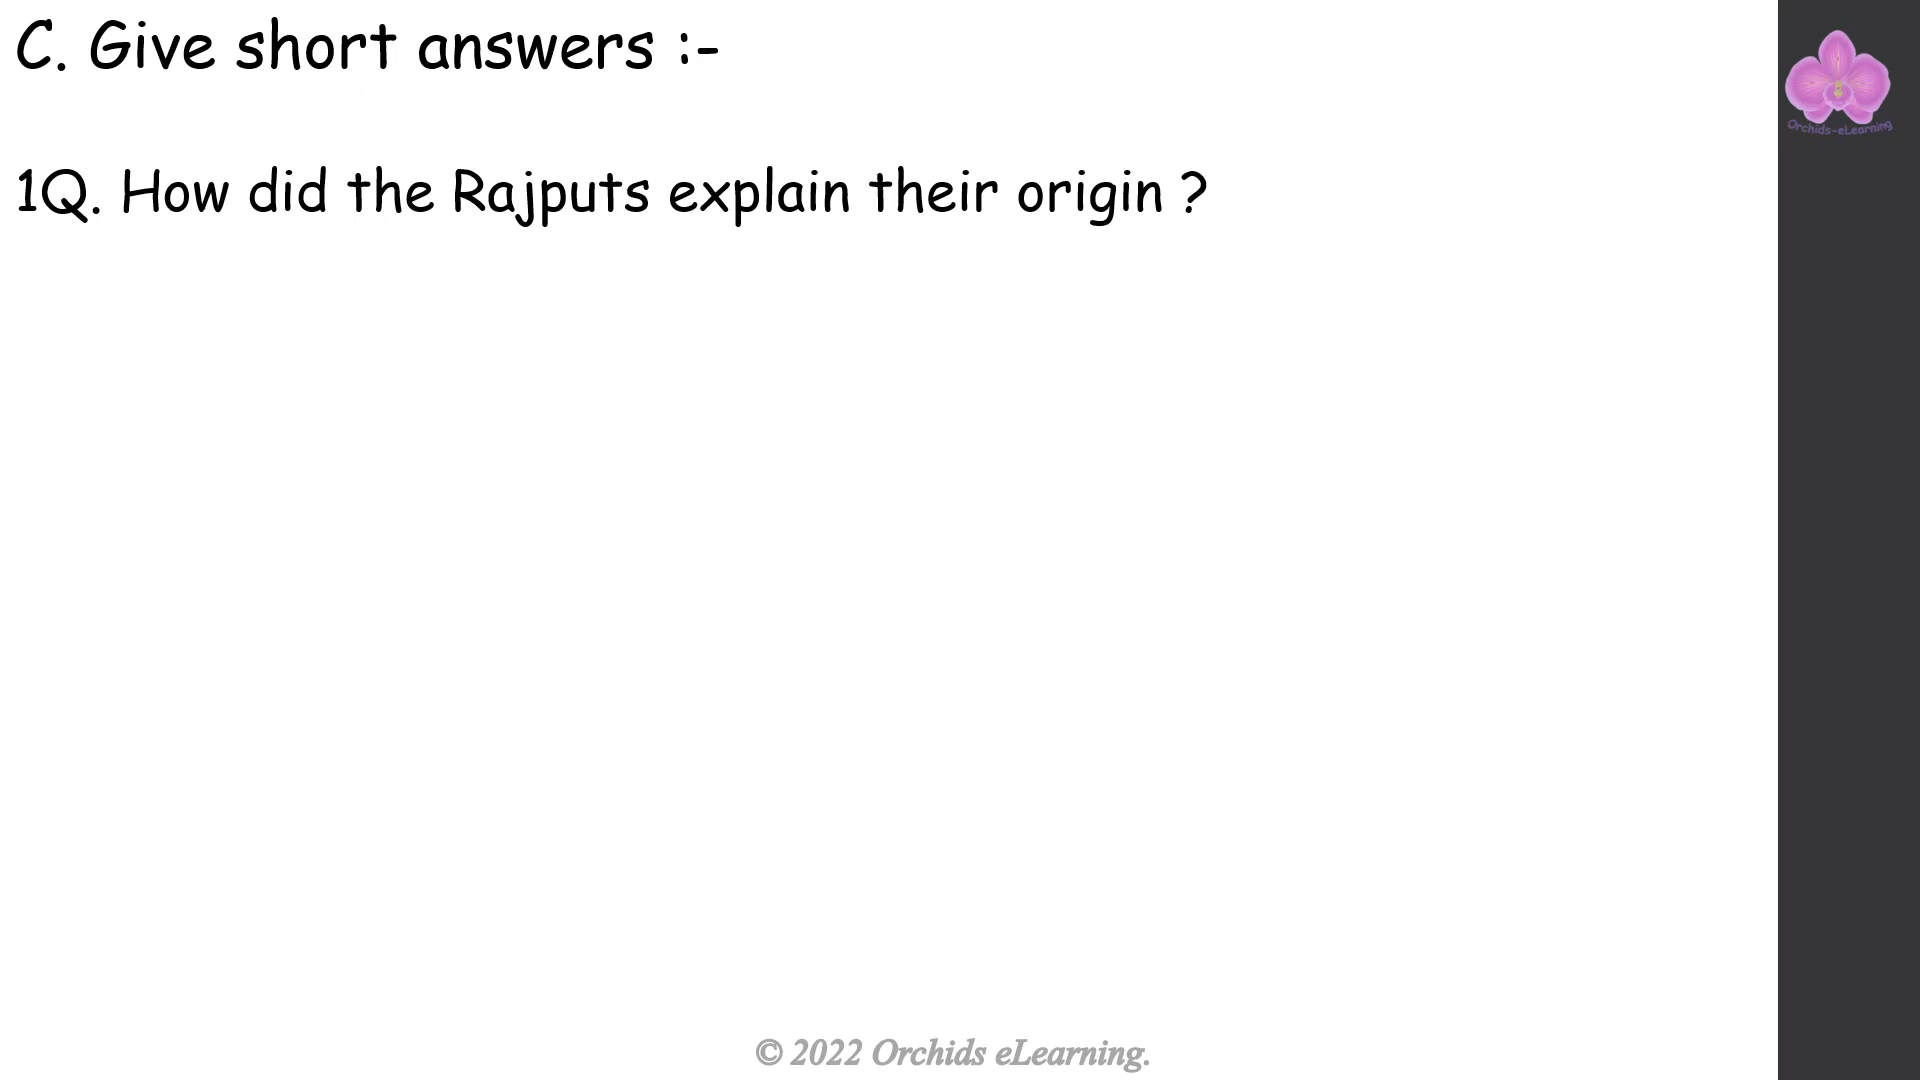 C. Give short answers :-
Orchids-eLearning
1Q. How did the Rajputs explain their origin ?
© 2022 Orchids eLearning.